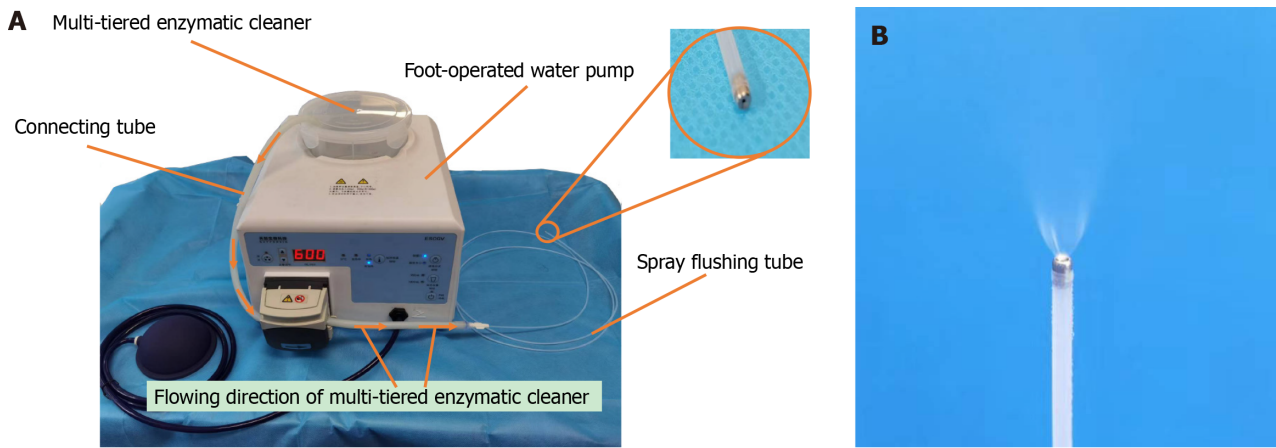 A
Multi-tiered enzymatic cleaner
Foot-operated water pump
Connecting tube
600
Spray flushing tube
Flowing direction of multi-tiered enzymatic cleaner
B